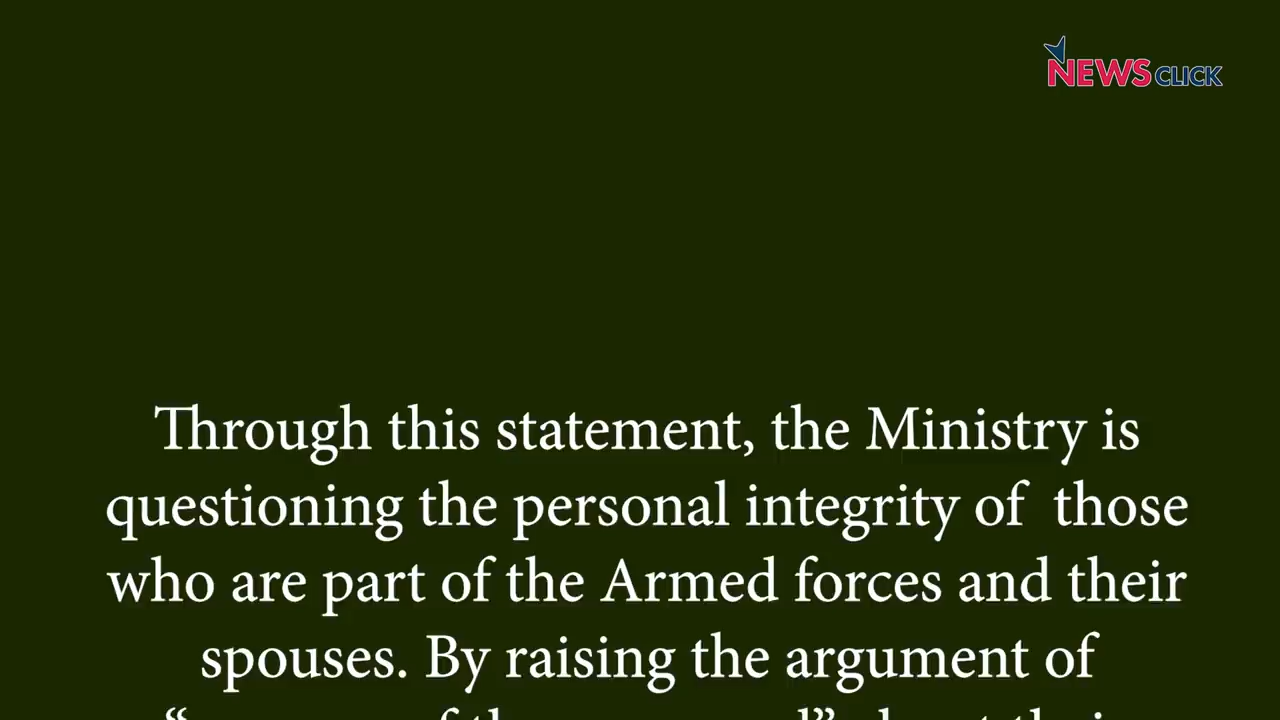 NEWSCLICK
Through this statement, the Ministry is
questioning the personal integrity of those
who are part of the Armed forces and their
spouses. By raising the argument of